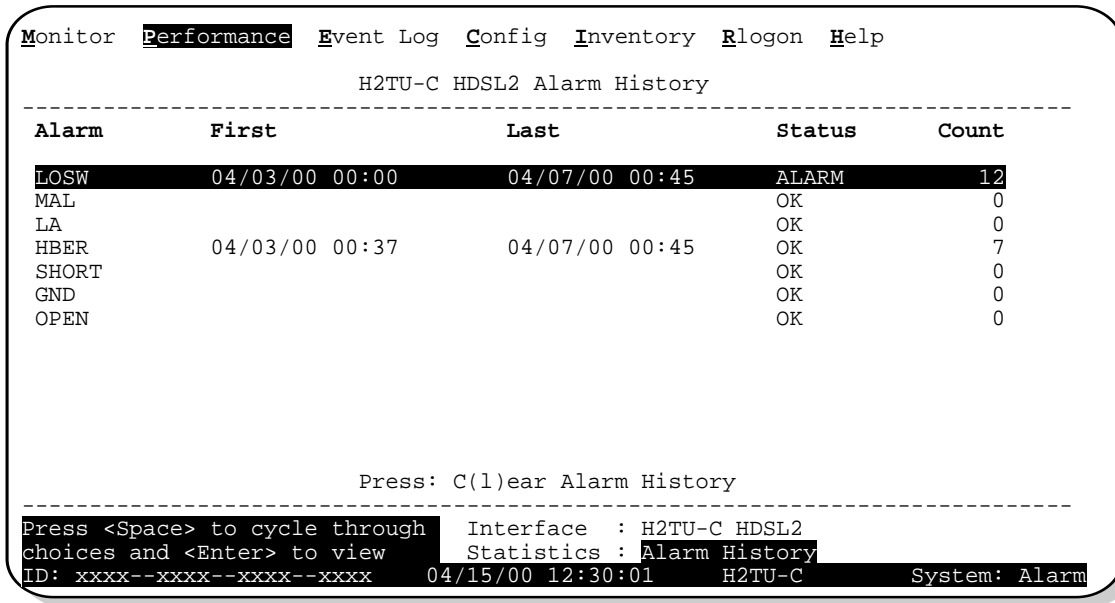 Monitor Performance Event Log Config Inventory Rlogon Help
H2TU-C HDSL2 Alarm History
--------------------------------------------------------------------------------
Alarm First Last Status Count
LOSW 04/03/00 00:00 04/07/00 00:45 ALARM 12
MAL OK 0
LA OK 0
HBER 04/03/00 00:37 04/07/00 00:45 OK 7
SHORT OK 0
GND OK 0
OPEN OK 0
Press: C(l)ear Alarm History
--------------------------------------------------------------------------------
Press <Space> to cycle through Interface : H2TU-C HDSL2
choices and <Enter> to view Statistics : Alarm History
ID: xxxx--xxxx--xxxx--xxxx 04/15/00 12:30:01 H2TU-C System: Alarm